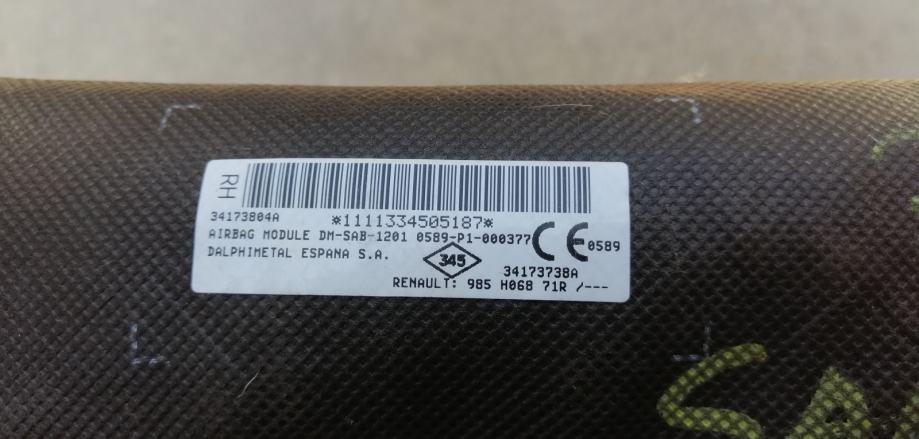 RH
34173804A *1111334505187*
AIRBAG MODULE DM-SAB-1201 0589-P1-000377 CE 0589
DALPHIMETAL ESPANA S.A. 345
34173738A
RENAULT: 985 H068 71R /---
SA